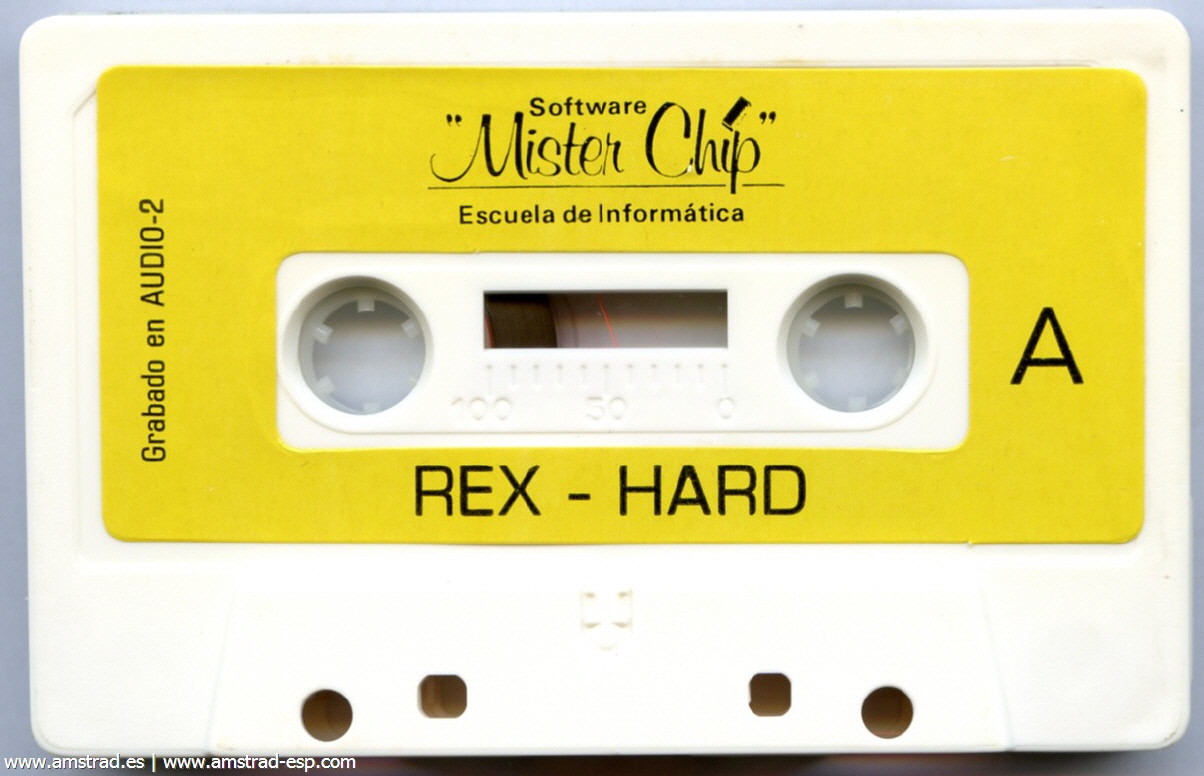 Software
"Mister Chip"
Escuela de Informática
Grabado en AUDIO-2
A
100 50 0
REX - HARD
www.amstrad.es | www.amstrad-esp.com